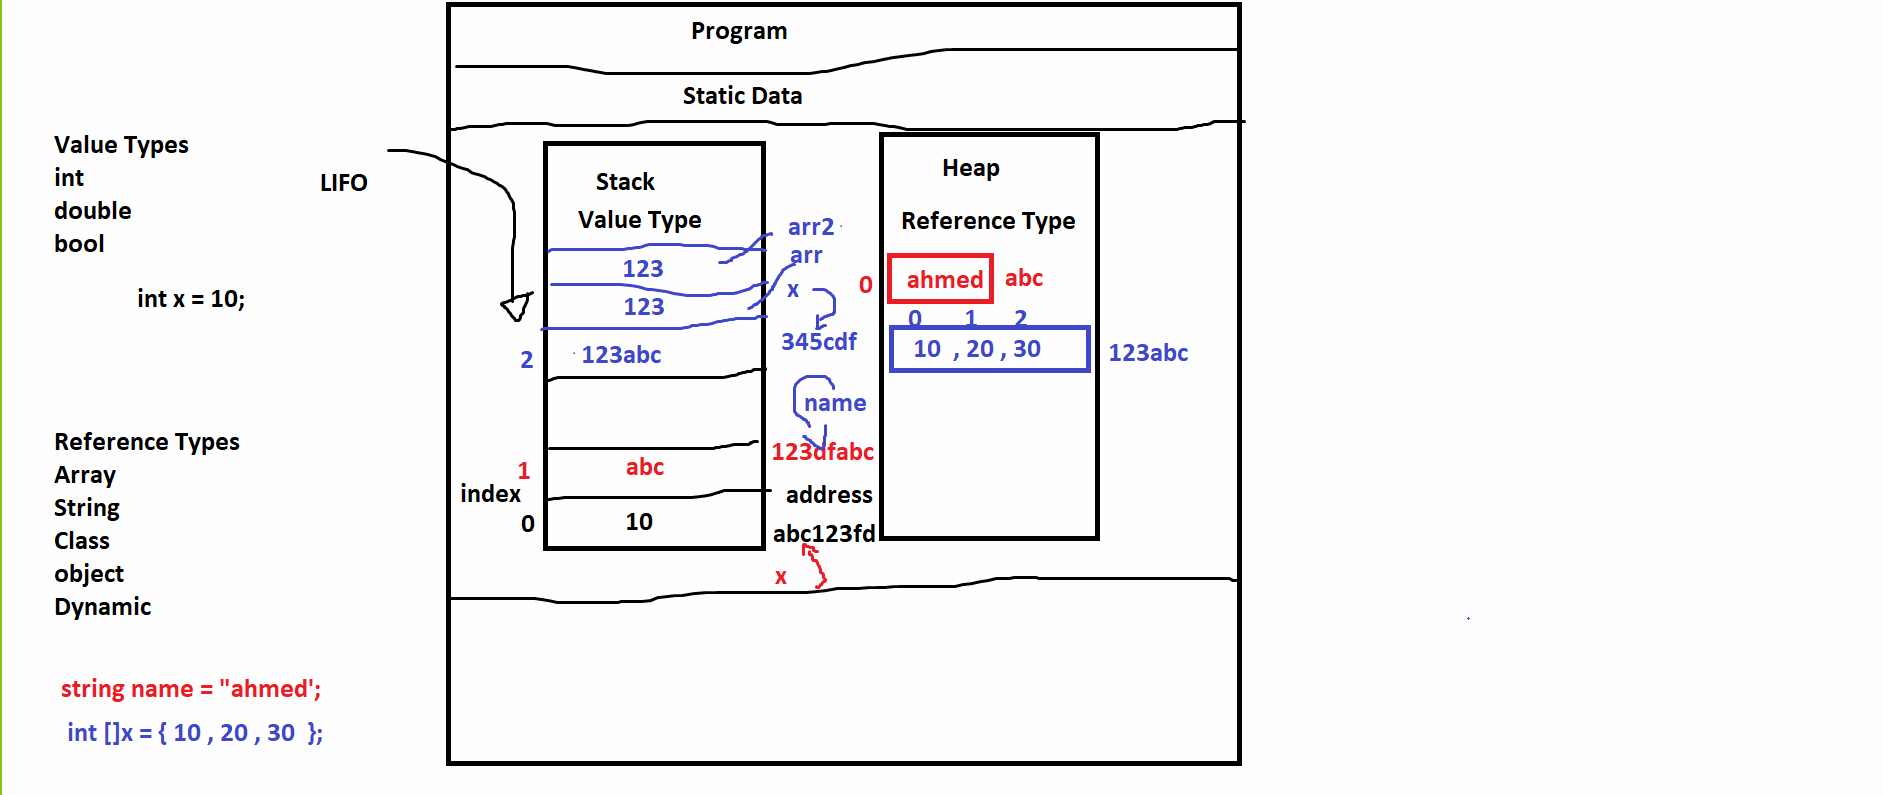 Program
Static Data
Value Types
int
double
bool
int x = 10;
LIFO
Stack
Value Type
arr2
123
arr
123
x
345cdf
2
123abc
name
123dfabc
1
abc
index
address
0
10
abc123fd
x
Heap
Reference Type
0
ahmed
abc
0 1 2
10 , 20 , 30
123abc
Reference Types
Array
String
Class
object
Dynamic
string name = "ahmed';
int []x = { 10 , 20 , 30 };